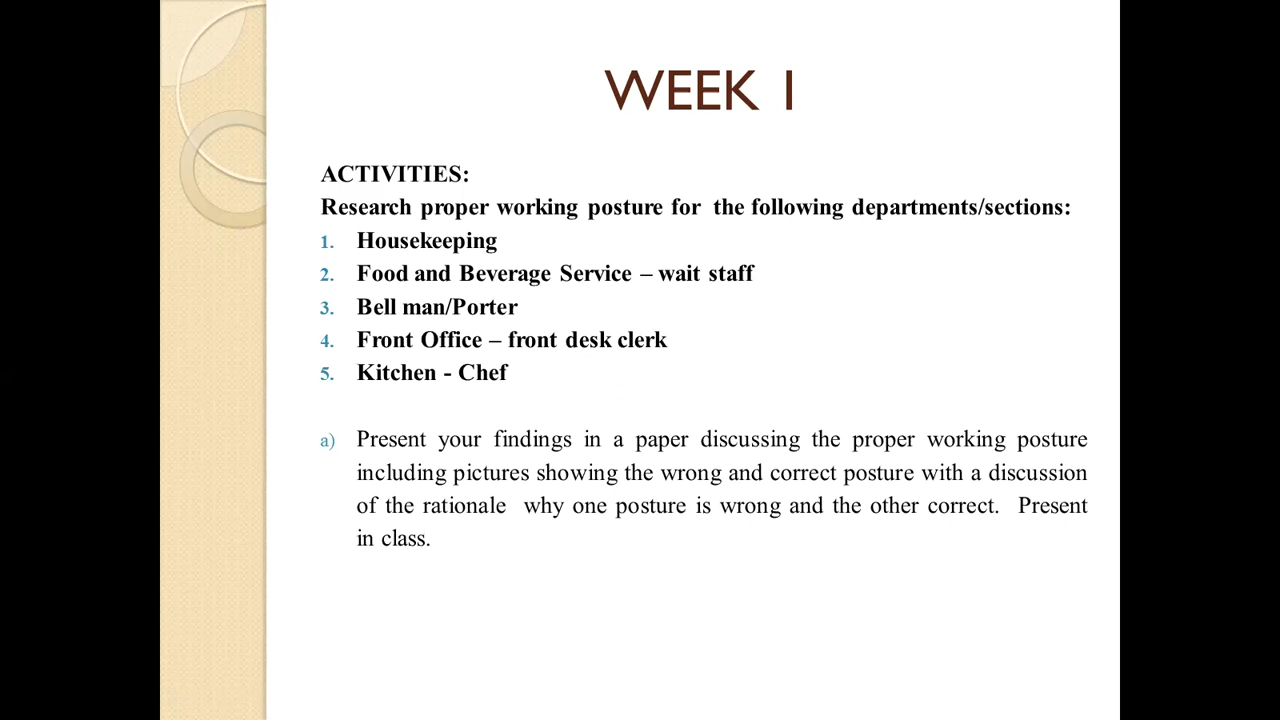 WEEK 1
ACTIVITIES:
Research proper working posture for the following departments/sections:
1. Housekeeping
2. Food and Beverage Service – wait staff
3. Bell man/Porter
4. Front Office – front desk clerk
5. Kitchen - Chef
a) Present your findings in a paper discussing the proper working posture
including pictures showing the wrong and correct posture with a discussion
of the rationale why one posture is wrong and the other correct. Present
in class.